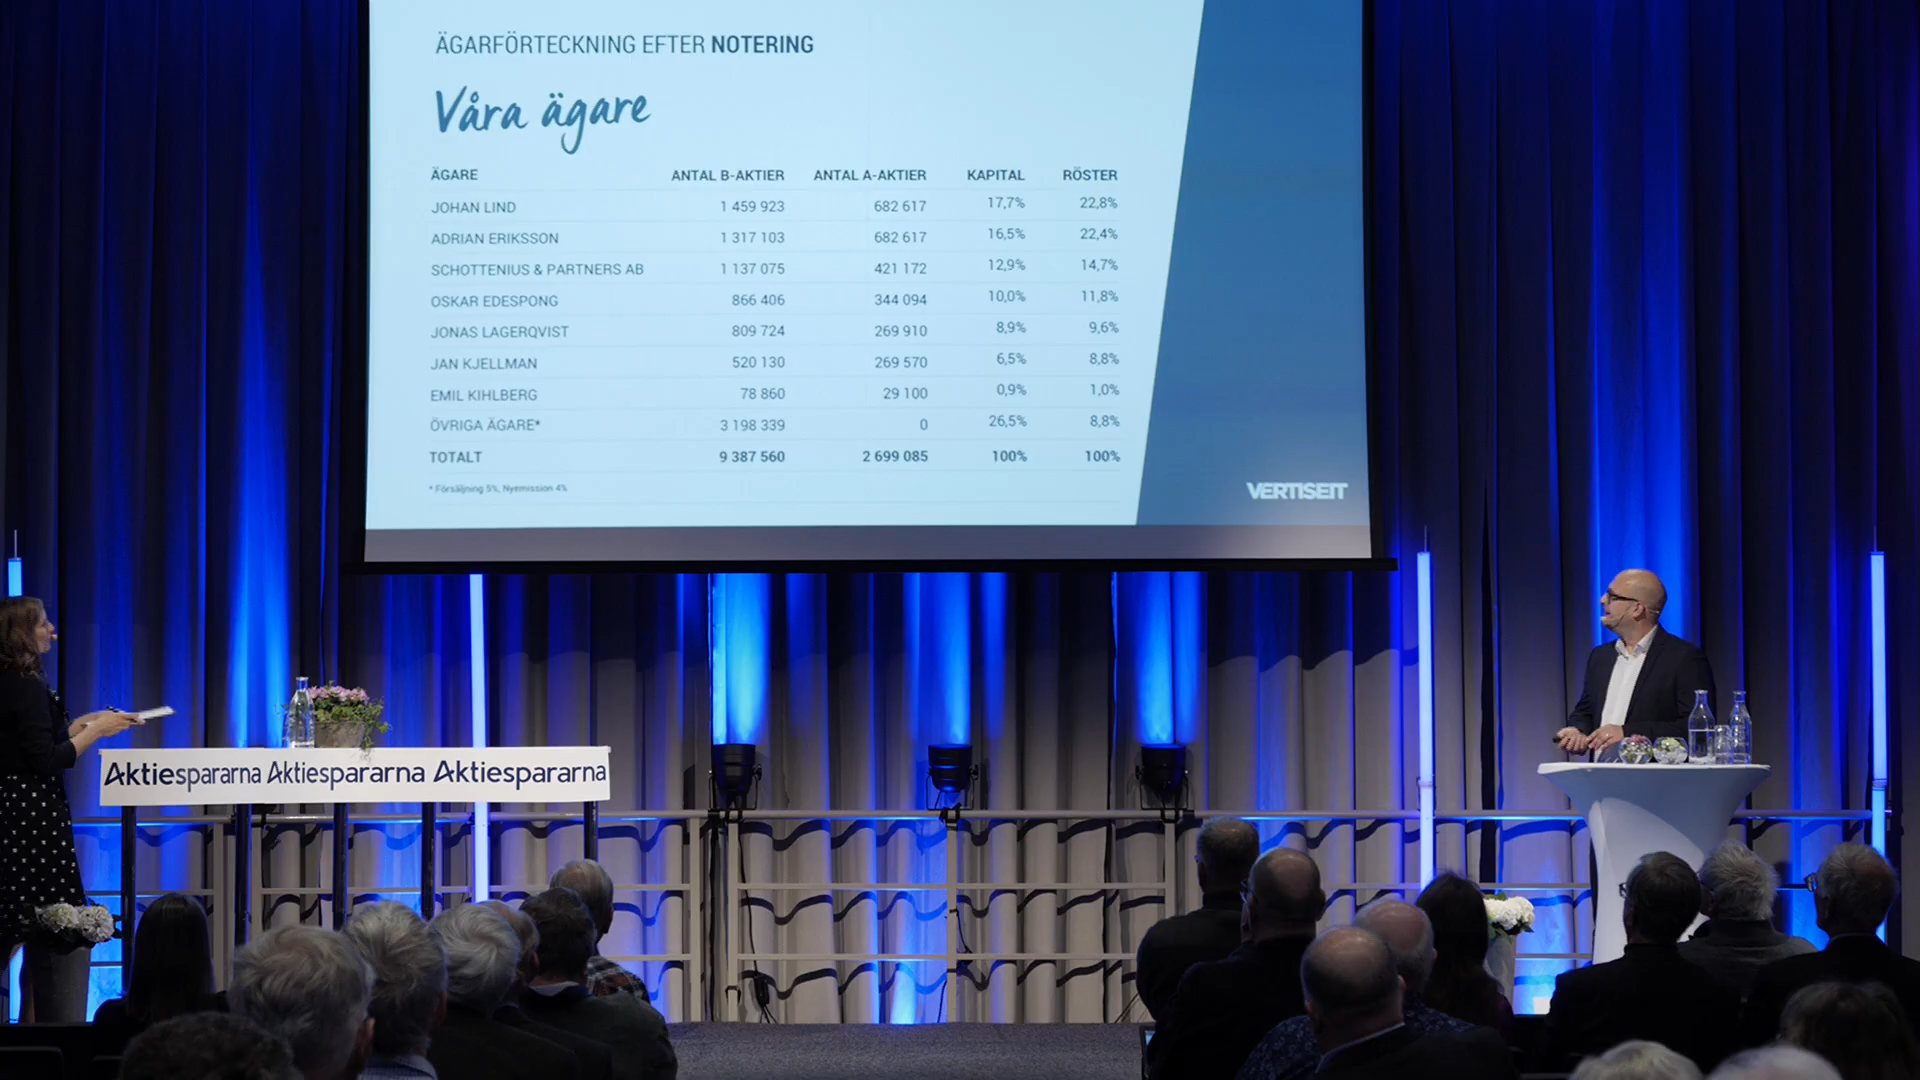 ÄGARFÖRTECKNING EFTER NOTERING
Våra ägare
ÄGARE ANTAL B-AKTIER ANTAL A-AKTIER KAPITAL RÖSTER
JOHAN LIND 1 459 923 682 617 17,7% 22,8%
ADRIAN ERIKSSON 1 317 103 682 617 16,5% 22,4%
SCHOTTENIUS & PARTNERS AB 1 137 075 421 172 12,9% 14,7%
OSKAR EDESPONG 866 406 344 094 10,0% 11,8%
JONAS LAGERQVIST 809 724 269 910 8,9% 9,6%
JAN KJELLMAN 520 130 269 570 6,5% 8,8%
EMIL KIHLBERG 78 860 29 100 0,9% 1,0%
ÖVRIGA ÄGARE* 3 198 339 0 26,5% 8,8%
TOTALT 9 387 560 2 699 085 100% 100%
* Försäljning 5%, Nyemission 4%
VERTISEIT
Aktiespararna Aktiespararna Aktiespararna